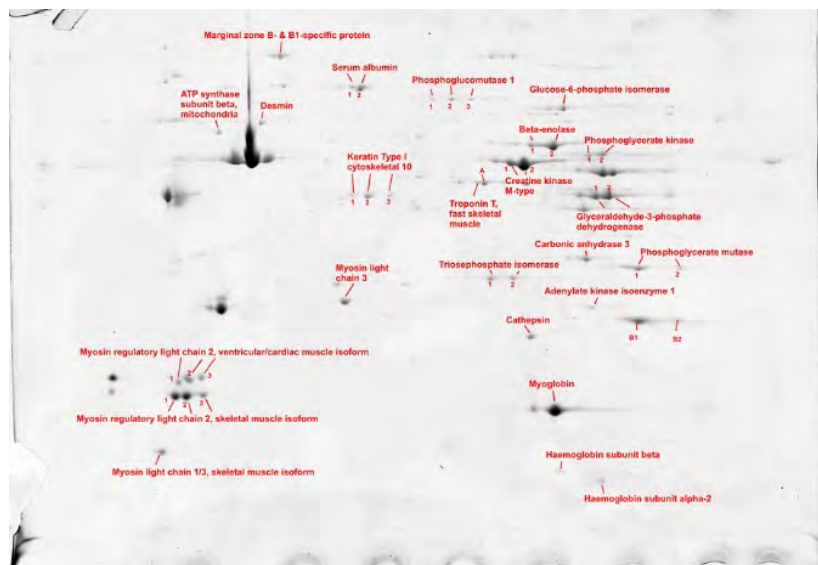 Marginal zone B- & B1-specific protein
Serum albumin
1 2
Phosphoglucomutase 1
1 2 3
Glucose-6-phosphate isomerase
ATP synthase
subunit beta,
mitochondria
Desmin
Beta-enolase
1 2
Phosphoglycerate kinase
1 2
Keratin Type I
cytoskeletal 10
1 2 3
A
Troponin T,
fast skeletal
muscle
1 2
Creatine kinase
M-type
1 2
Glyceraldehyde-3-phosphate
dehydrogenase
Carbonic anhydrase 3
Phosphoglycerate mutase
1 2
Triosephosphate isomerase
1 2
Myosin light
chain 3
Adenylate kinase isoenzyme 1
Cathepsin
B1 B2
Myosin regulatory light chain 2, ventricular/cardiac muscle isoform
1 2 3
1 2 3
Myosin regulatory light chain 2, skeletal muscle isoform
Myoglobin
Myosin light chain 1/3, skeletal muscle isoform
Haemoglobin subunit beta
Haemoglobin subunit alpha-2